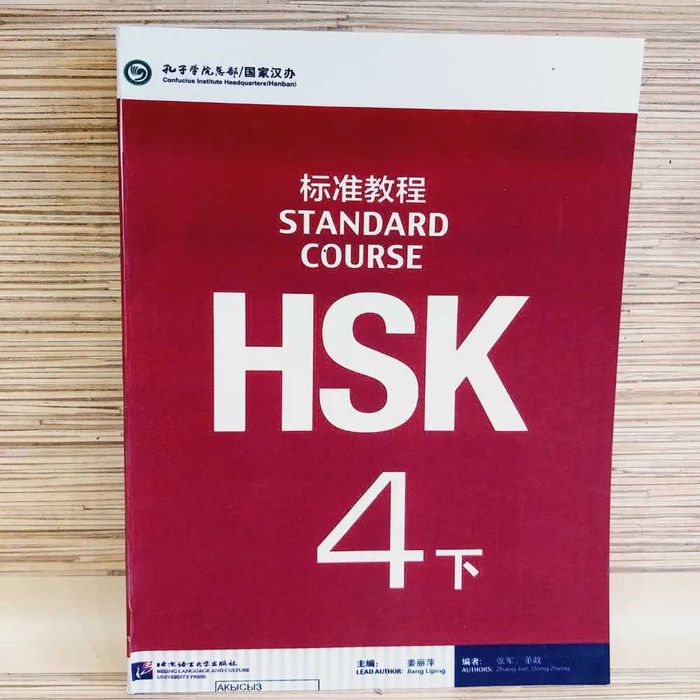 孔子学院总部/国家汉办
Confucius Institute Headquarters(Hanban)
标准教程
STANDARD
COURSE
HSK
4下
北京语言大学出版社
BEIJING LANGUAGE AND CULTURE
UNIVERSITY PRESS
主编: 姜丽萍
LEAD AUTHOR: Jiang Liping
编者: 张军, 董政
AUTHORS: Zhang Jun, Dong Zheng
АКЫСЫЗ